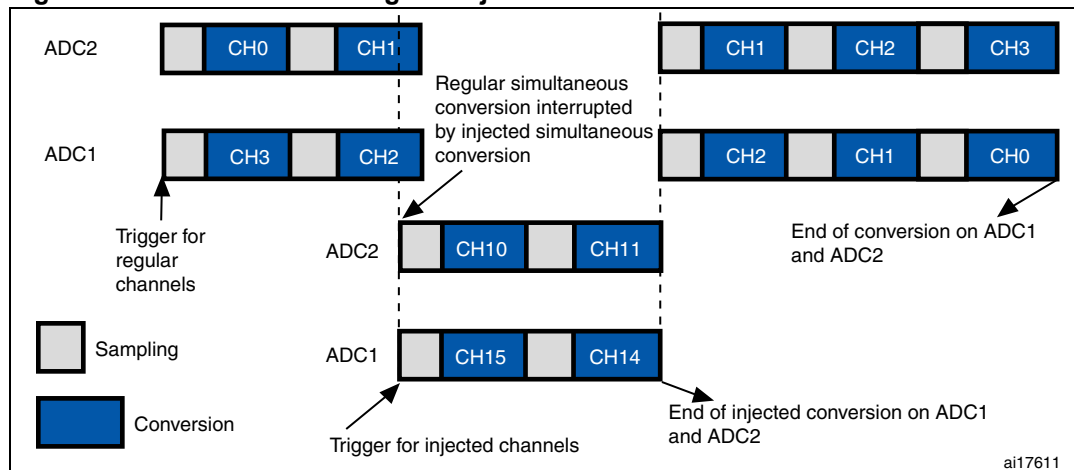 ADC2
CH0
CH1
CH1
CH2
CH3
Regular simultaneous
conversion interrupted
by injected simultaneous
conversion
ADC1
CH3
CH2
CH2
CH1
CH0
Trigger for
regular
channels
ADC2
CH10
CH11
End of conversion on ADC1
and ADC2
Sampling
ADC1
CH15
CH14
Conversion
Trigger for injected channels
End of injected conversion on ADC1
and ADC2
ai17611